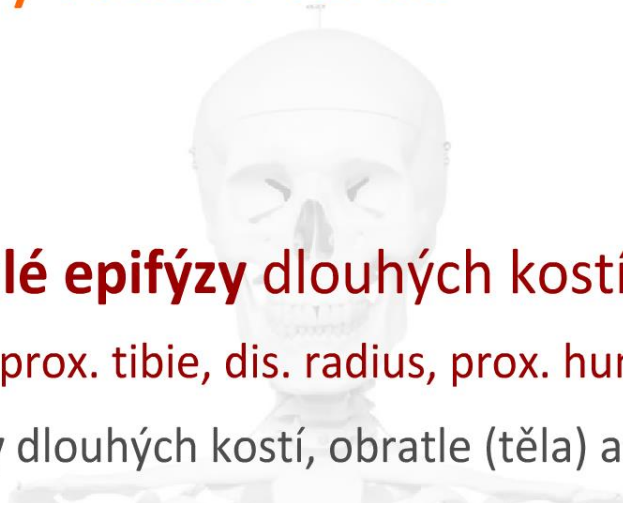 lé epifýzy dlouhých kostí
prox. tibie, dis. radius, prox. hu
dlouhých kostí, obratle (těla) a